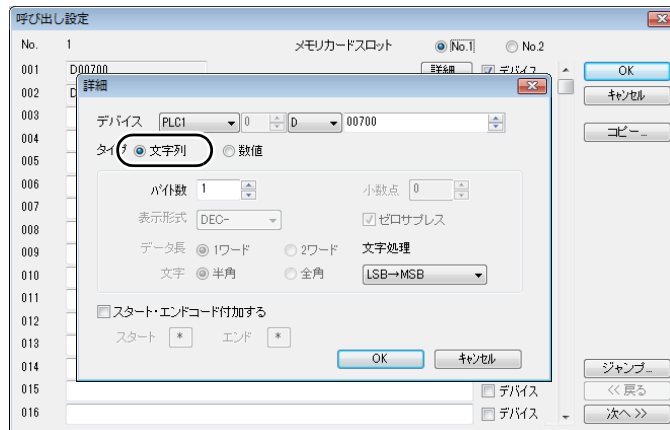 呼び出し設定
No. 1 メモリカードスロット No.1 No.2
001 D00700 詳細 デバイス OK
002 D キャンセル
詳細
003 デバイス PLC1 0 D 00700
コピー...
004 タイプ 文字列 数値
005
006 バイト数 1 小数点 0
007 表示形式 DEC- ゼロサプレス
008
009 データ長 1ワード 2ワード 文字処理
010 文字 半角 全角 LSB→MSB
011
012 スタート・エンドコード付加する
013 スタート * エンド *
OK キャンセル
014 ジャンプ...
015 デバイス << 戻る
016 デバイス 次へ >>